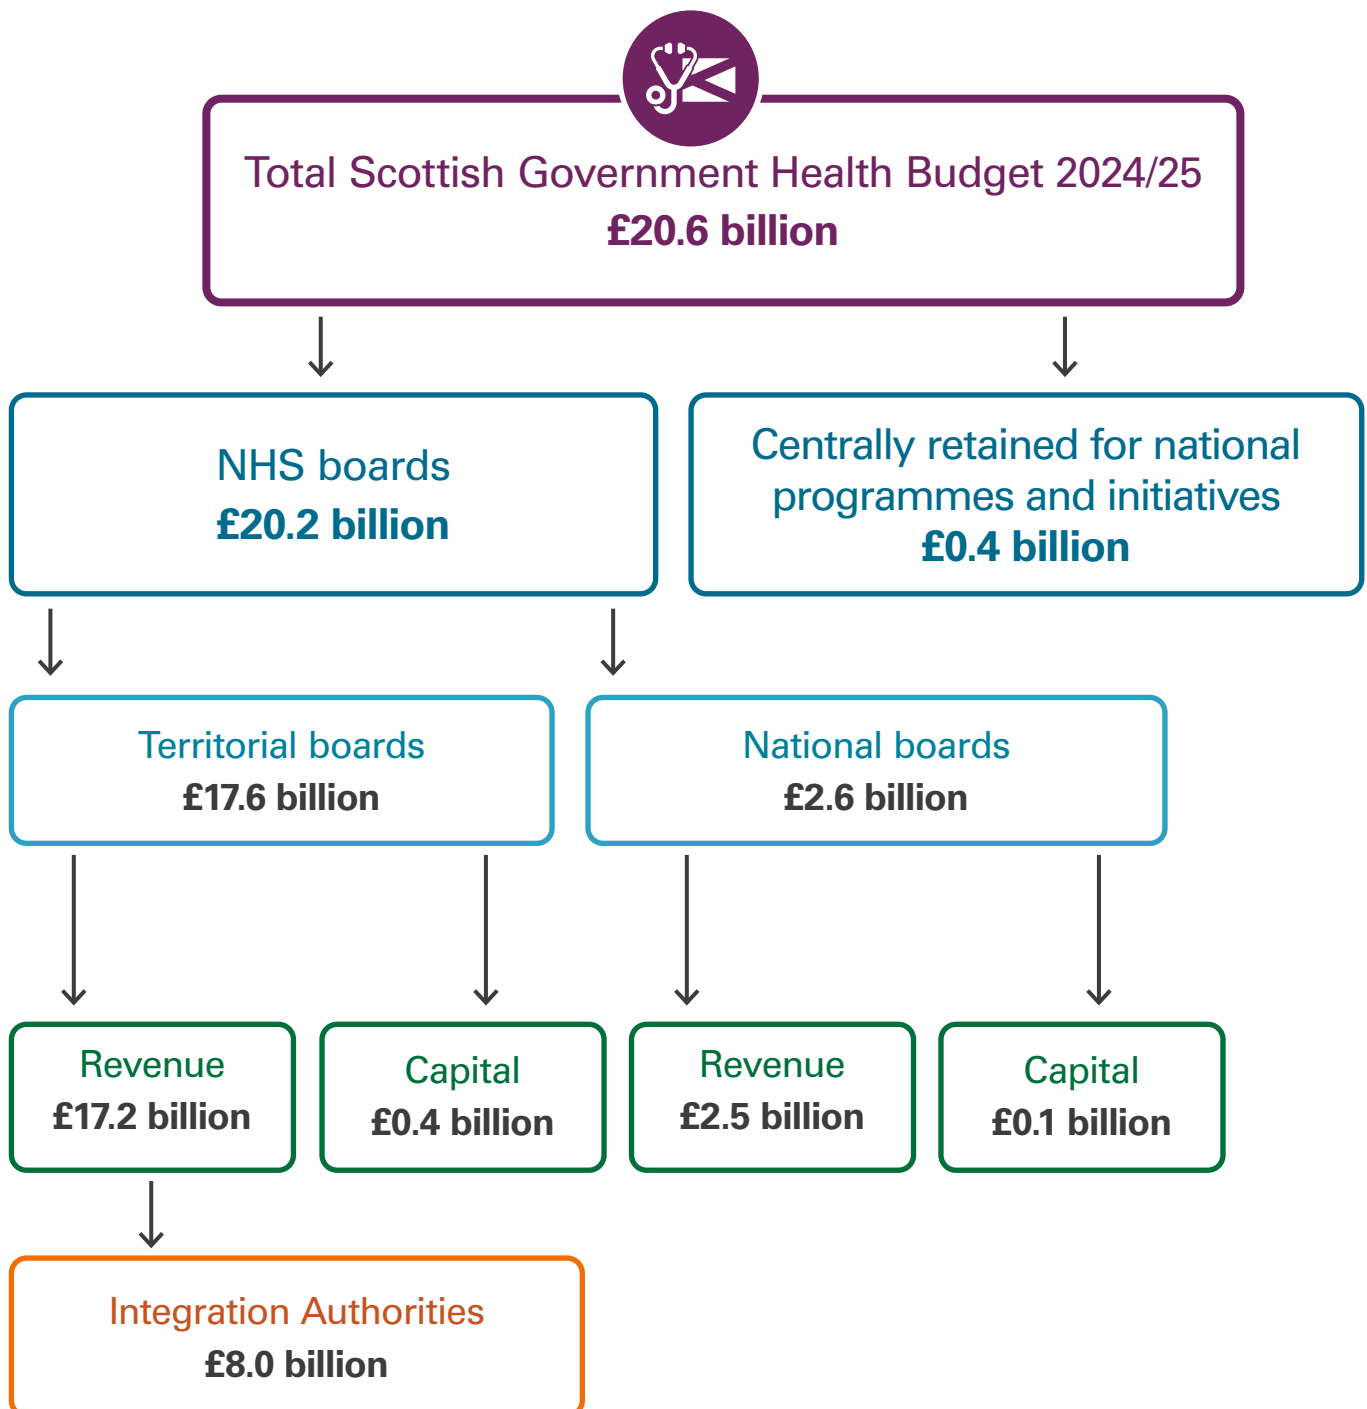 Total Scottish Government Health Budget 2024/25
£20.6 billion
NHS boards
£20.2 billion
Centrally retained for national
programmes and initiatives
£0.4 billion
Territorial boards
£17.6 billion
National boards
£2.6 billion
Revenue
£17.2 billion
Capital
£0.4 billion
Revenue
£2.5 billion
Capital
£0.1 billion
Integration Authorities
£8.0 billion